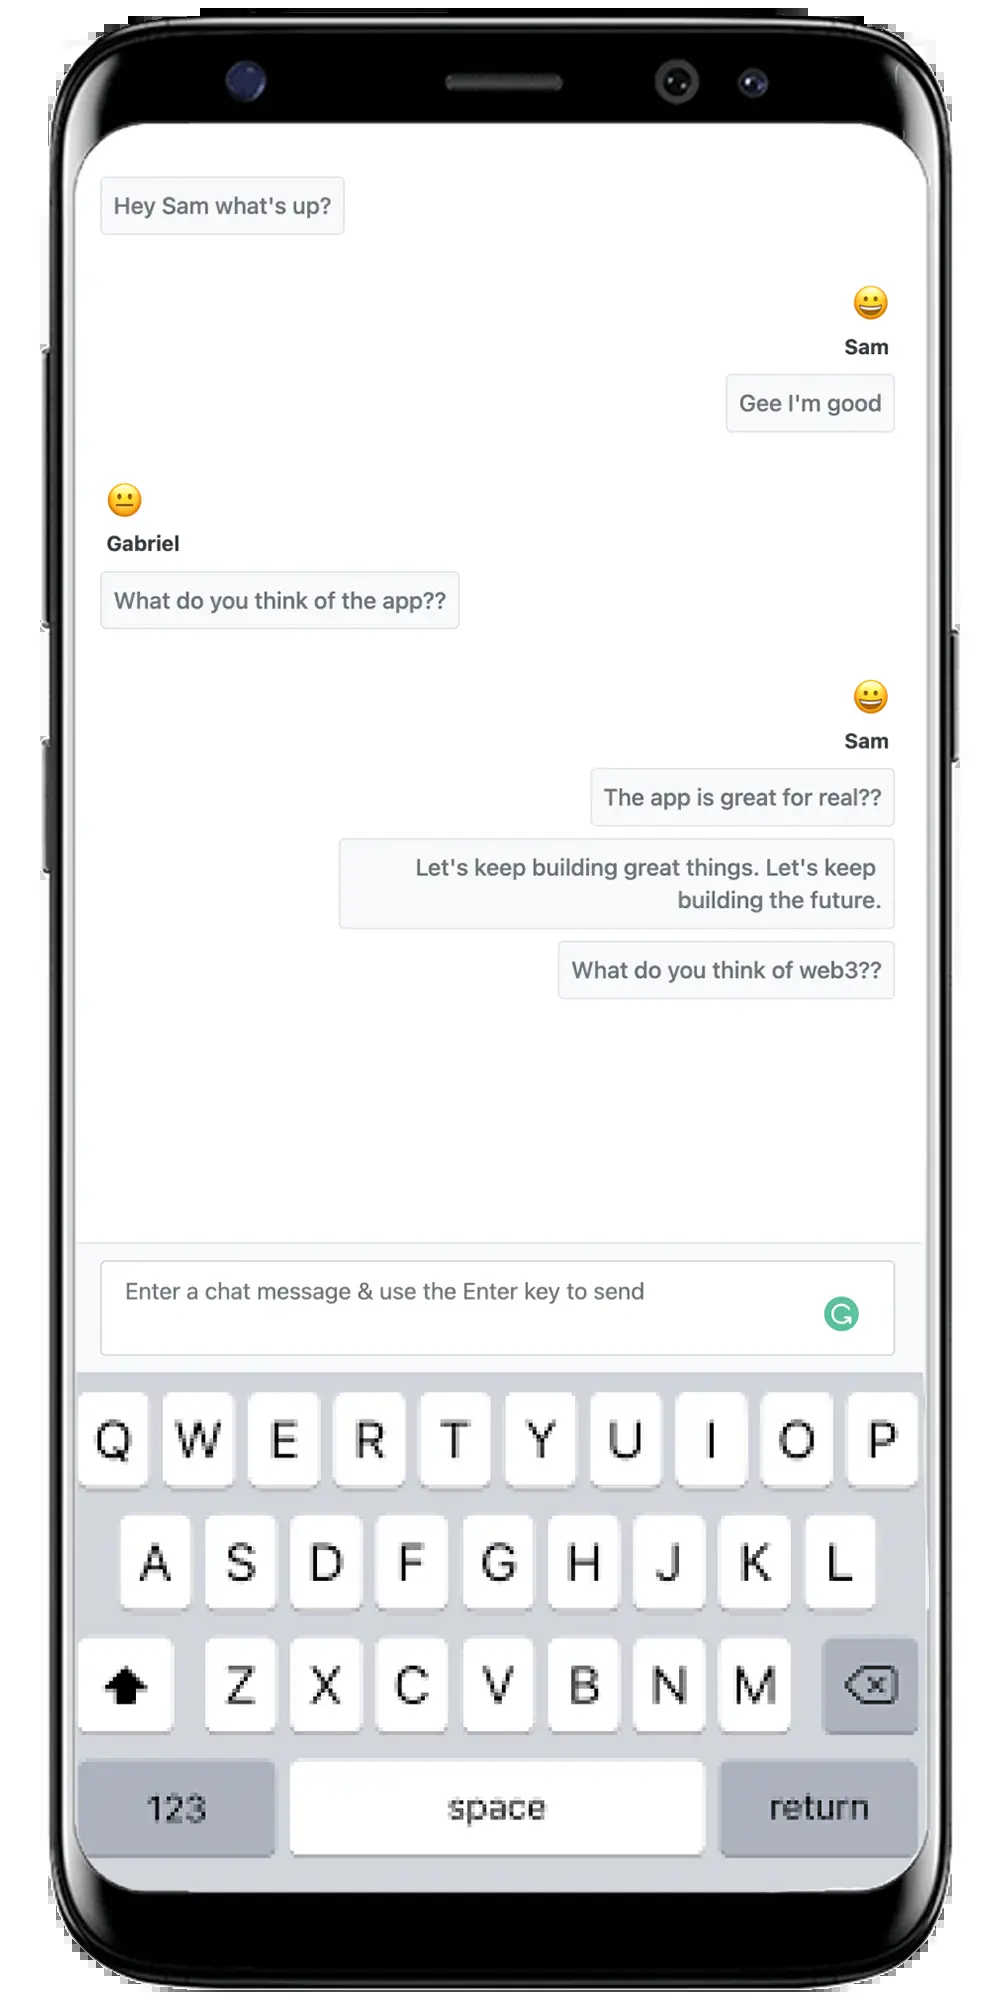 Hey Sam what's up?
Sam
Gee I'm good
Gabriel
What do you think of the app??
Sam
The app is great for real??
Let's keep building great things. Let's keep
building the future.
What do you think of web3??
Enter a chat message & use the Enter key to send
Q W E R T Y U I O P
A S D F G H J K L
Z X C V B N M
123 space return